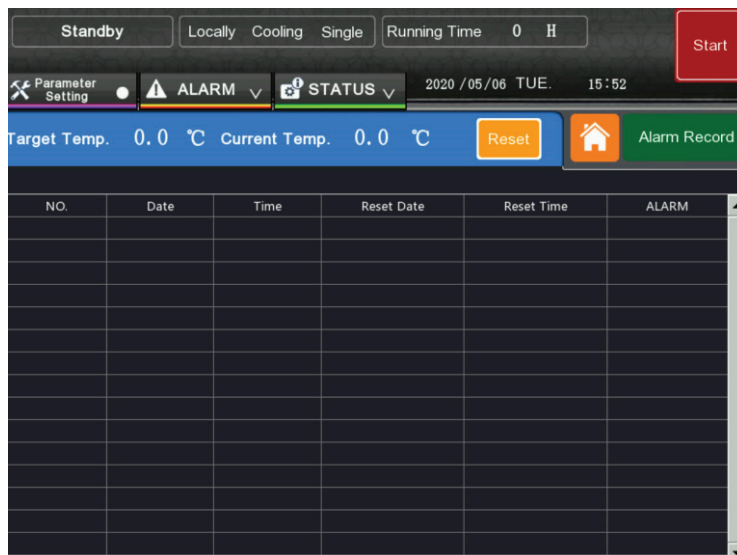 Standby Locally Cooling Single Running Time 0 H Start
Parameter Setting ALARM STATUS 2020 /05/06 TUE. 15:52
Target Temp. 0.0 ℃ Current Temp. 0.0 ℃ Reset Alarm Record
NO. Date Time Reset Date Reset Time ALARM